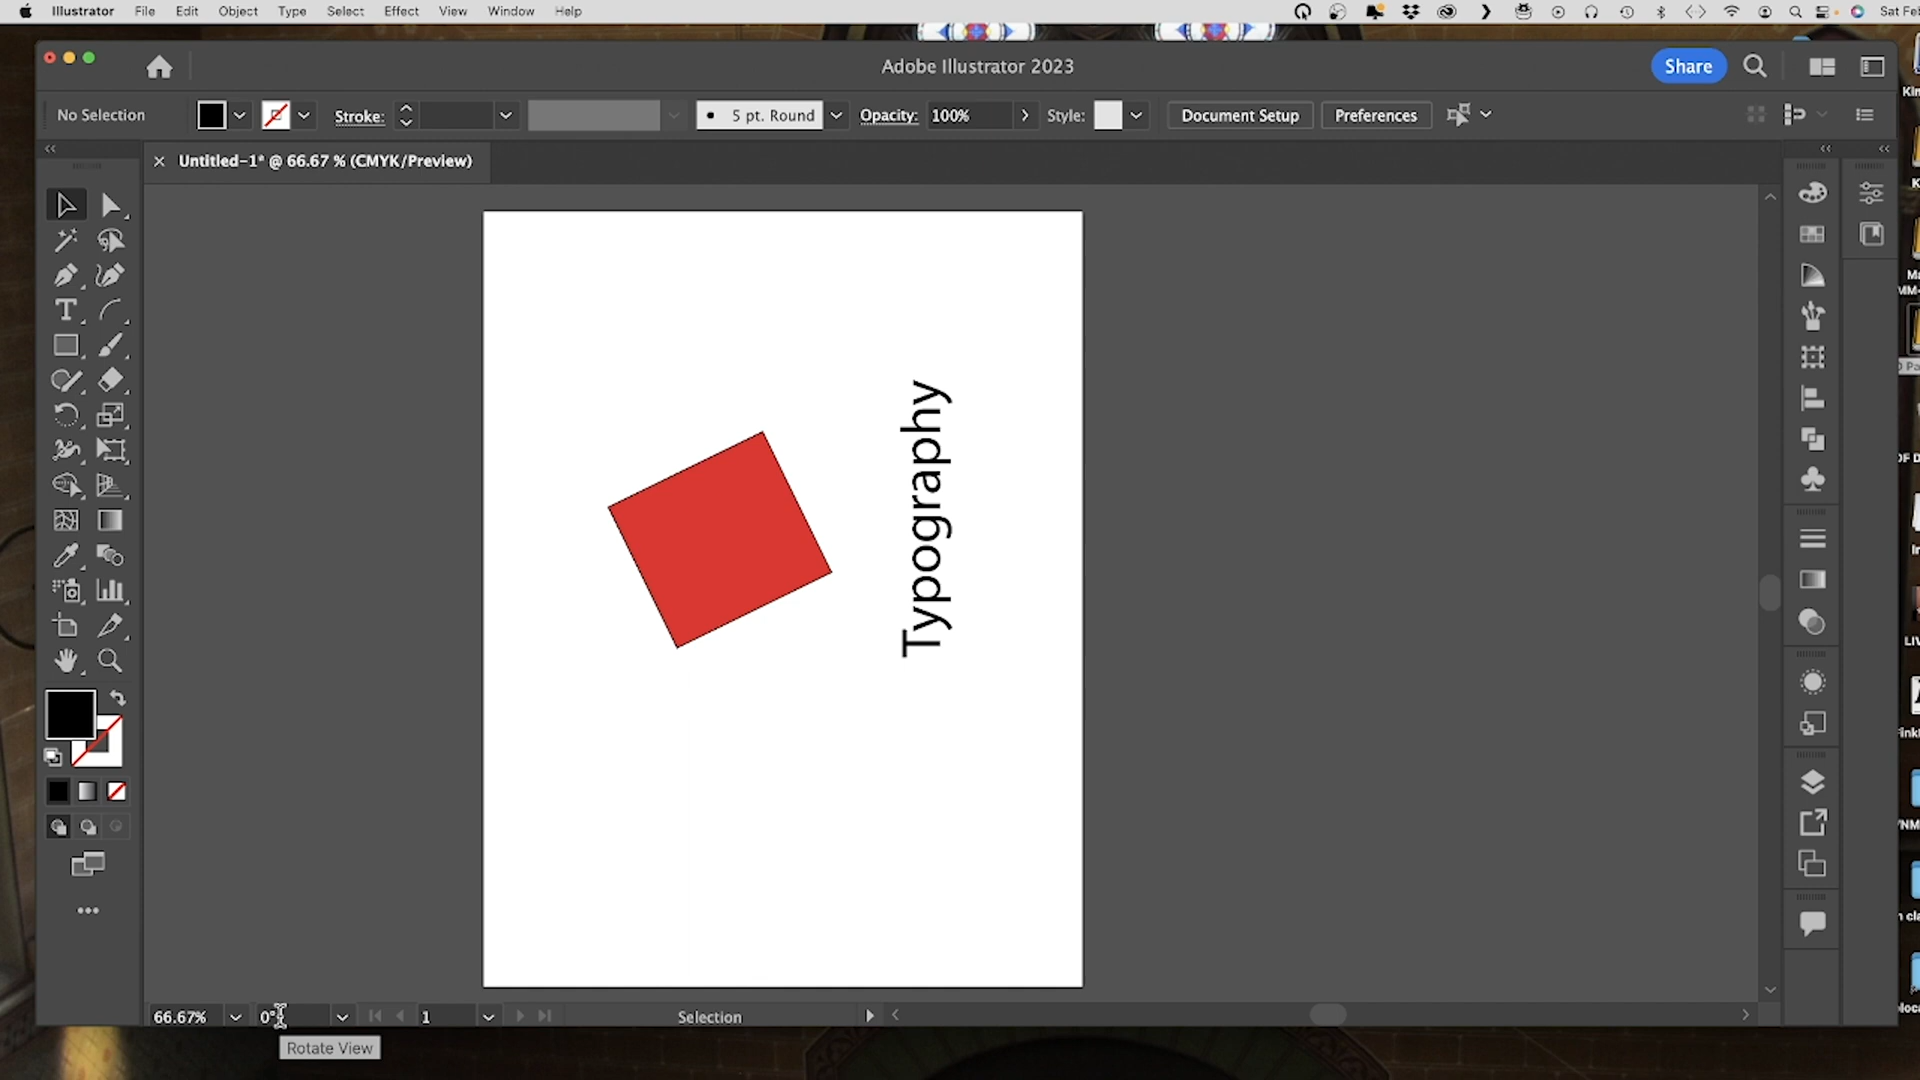 Illustrator File Edit Object Type Select Effect View Window Help
Adobe Illustrator 2023
Share
No Selection Stroke: 5 pt. Round Opacity: 100% Style: Document Setup Preferences
Untitled-1* @ 66.67 % (CMYK/Preview)
Typography
66.67% 0° 1 Selection
Rotate View